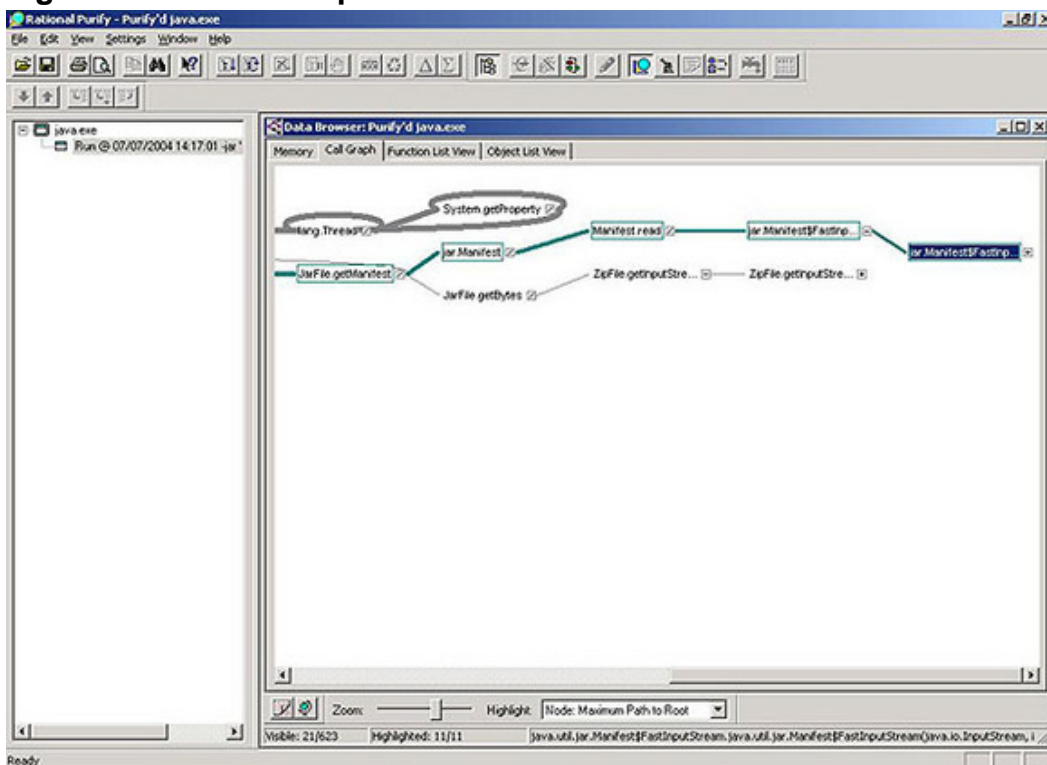 Rational Purify - Purify'd java.exe
File Edit View Settings Window Help
java.exe
Run @ 07/07/2004 14:17:01 -jar
Data Browser: Purify'd java.exe
Memory Call Graph Function List View Object List View
System getProperty
lang.Thread
Manifest read
jar.Manifest$FastInp...
jar.Manifest
jar.Manifest$FastInp...
JarFile.getManifest
ZipFile.getInputStre...
ZipFile.getInputStre...
JarFile.getBytes
Zoom: Highlight: Node: Maximum Path to Root
Visible: 21/623 Highlighted: 11/11 java.util.jar.Manifest$FastInputStream.java.util.jar.Manifest$FastInputStream(java.io.InputStream, i
Ready